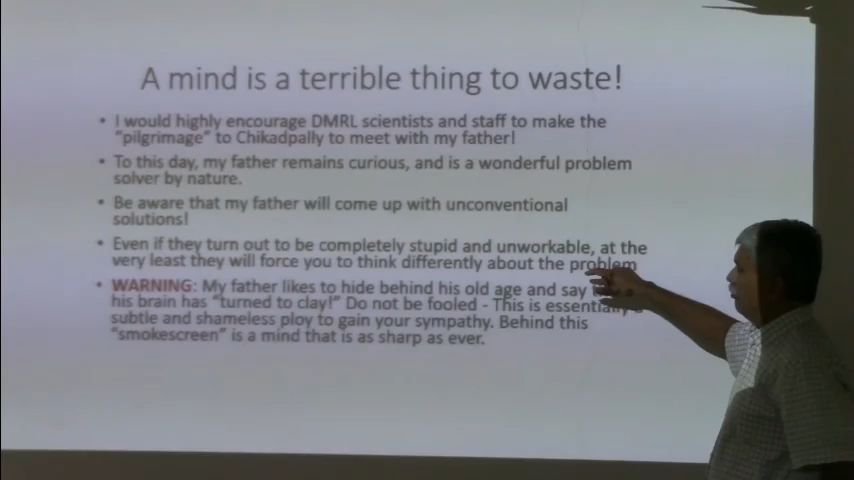 A mind is a terrible thing to waste!
• I would highly encourage DMRL scientists and staff to make the
"pilgrimage" to Chikadpally to meet with my father!
• To this day, my father remains curious, and is a wonderful problem
solver by nature.
• Be aware that my father will come up with unconventional
solutions!
• Even if they turn out to be completely stupid and unworkable, at the
very least they will force you to think differently about the problem
• WARNING: My father likes to hide behind his old age and say
his brain has "turned to clay!" Do not be fooled - This is essentially
subtle and shameless ploy to gain your sympathy. Behind this
"smokescreen" is a mind that is as sharp as ever.